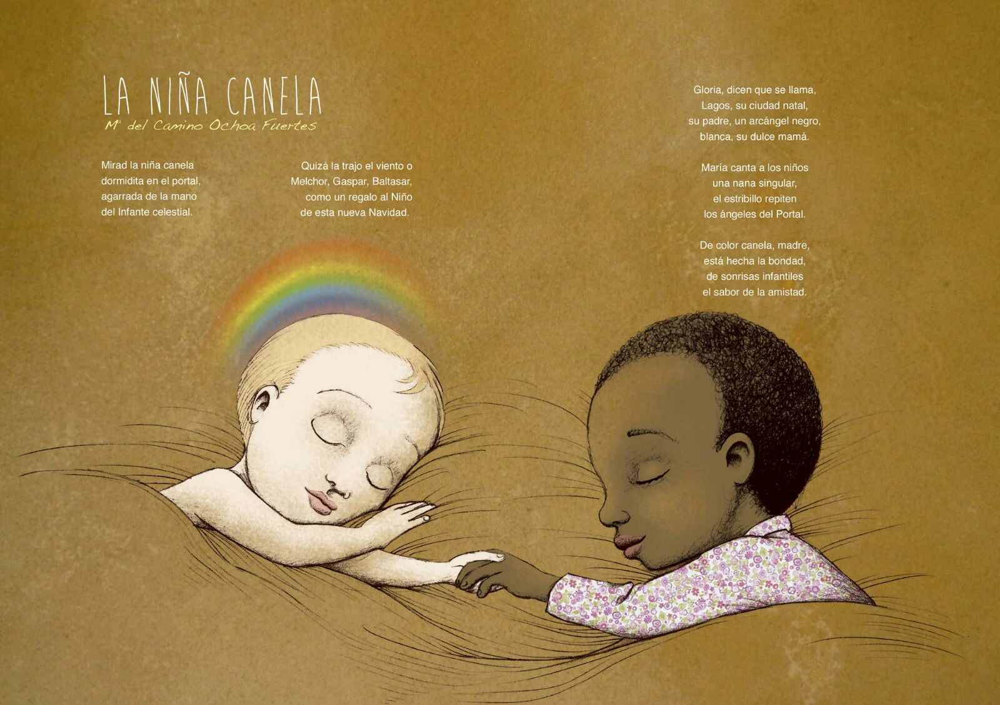 LA NIÑA CANELA
Mª del Camino Ochoa Fuertes
Mirad la niña canela
dormidita en el portal,
agarrada de la mano
del Infante celestial.
Quizá la trajo el viento o
Melchor, Gaspar, Baltasar,
como un regalo al Niño
de esta nueva Navidad.
Gloria, dicen que se llama,
Lagos, su ciudad natal,
su padre, un arcángel negro,
blanca, su dulce mamá.
María canta a los niños
una nana singular,
el estribillo repiten
los ángeles del Portal.
De color canela, madre,
está hecha la bondad,
de sonrisas infantiles
el sabor de la amistad.